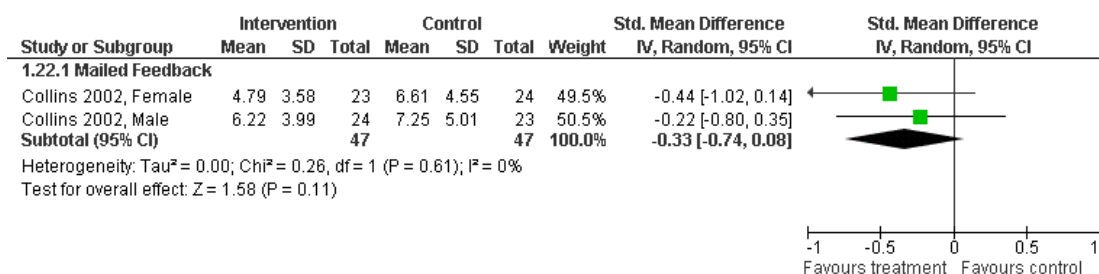 Intervention Control Std. Mean Difference Std. Mean Difference
Study or Subgroup Mean SD Total Mean SD Total Weight IV, Random, 95% CI IV, Random, 95% CI
1.22.1 Mailed Feedback
Collins 2002, Female 4.79 3.58 23 6.61 4.55 24 49.5% -0.44 [-1.02, 0.14]
Collins 2002, Male 6.22 3.99 24 7.25 5.01 23 50.5% -0.22 [-0.80, 0.35]
Subtotal (95% CI) 47 47 100.0% -0.33 [-0.74, 0.08]
Heterogeneity: Tau² = 0.00; Chi² = 0.26, df = 1 (P = 0.61); I² = 0%
Test for overall effect: Z = 1.58 (P = 0.11)
-1 -0.5 0 0.5 1
Favours treatment Favours control